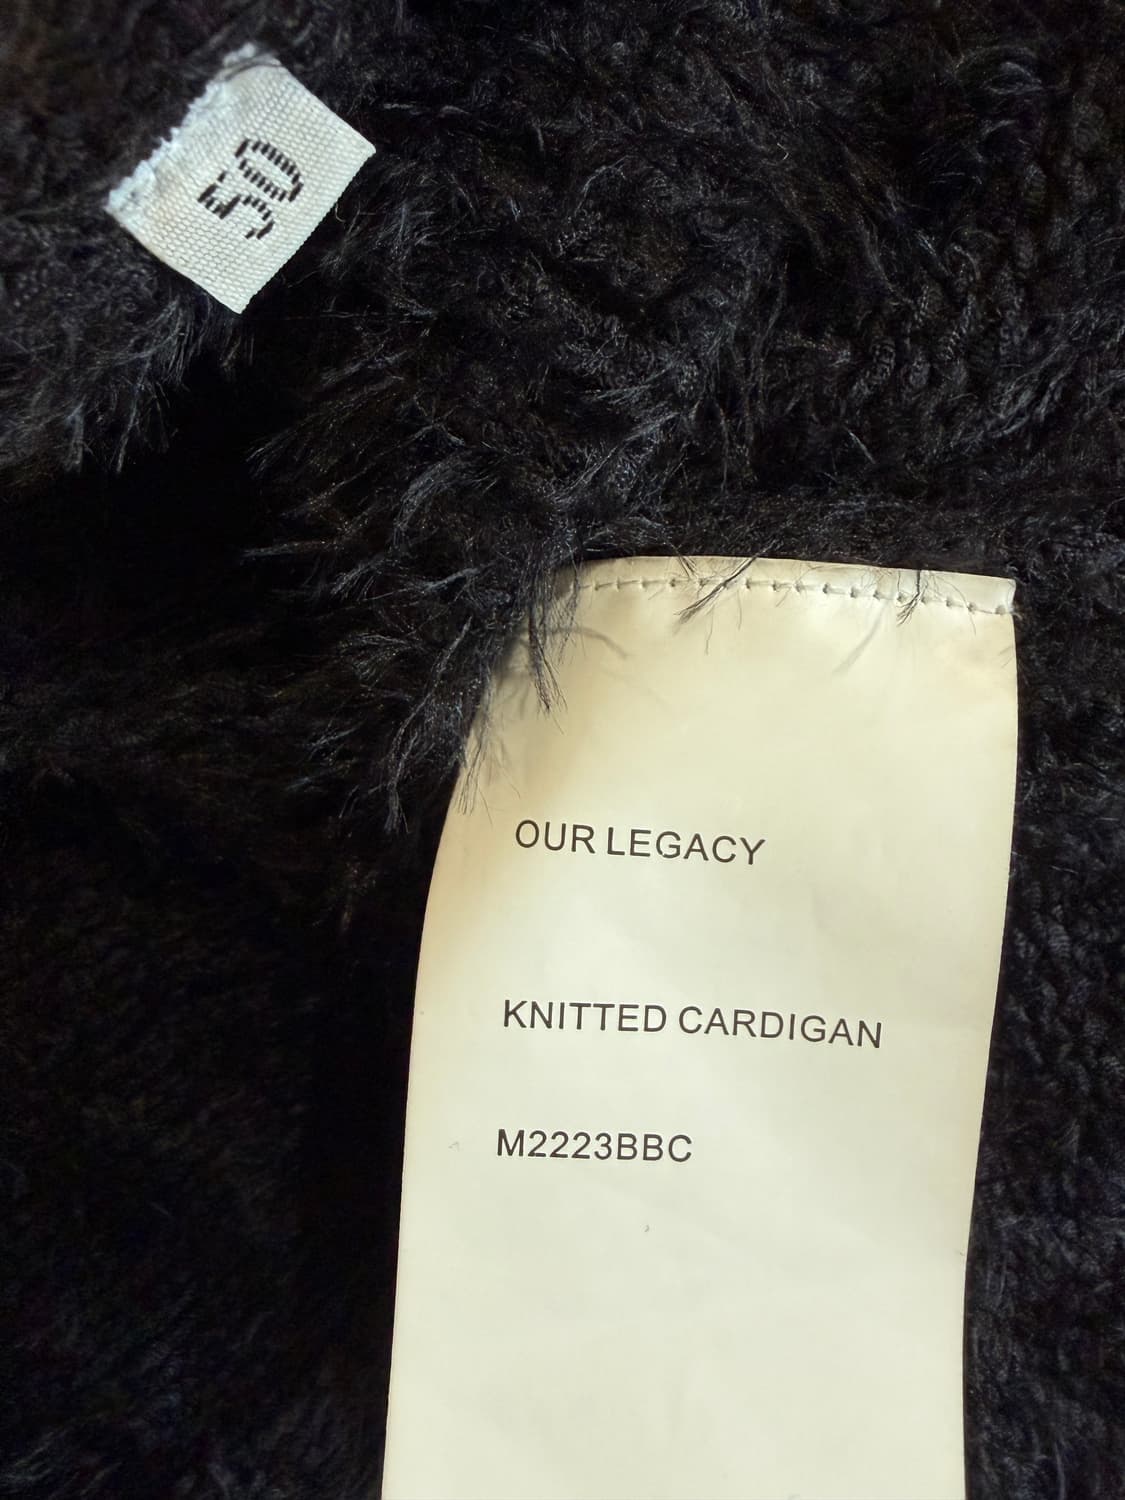 50
OUR LEGACY
KNITTED CARDIGAN
M2223BBC